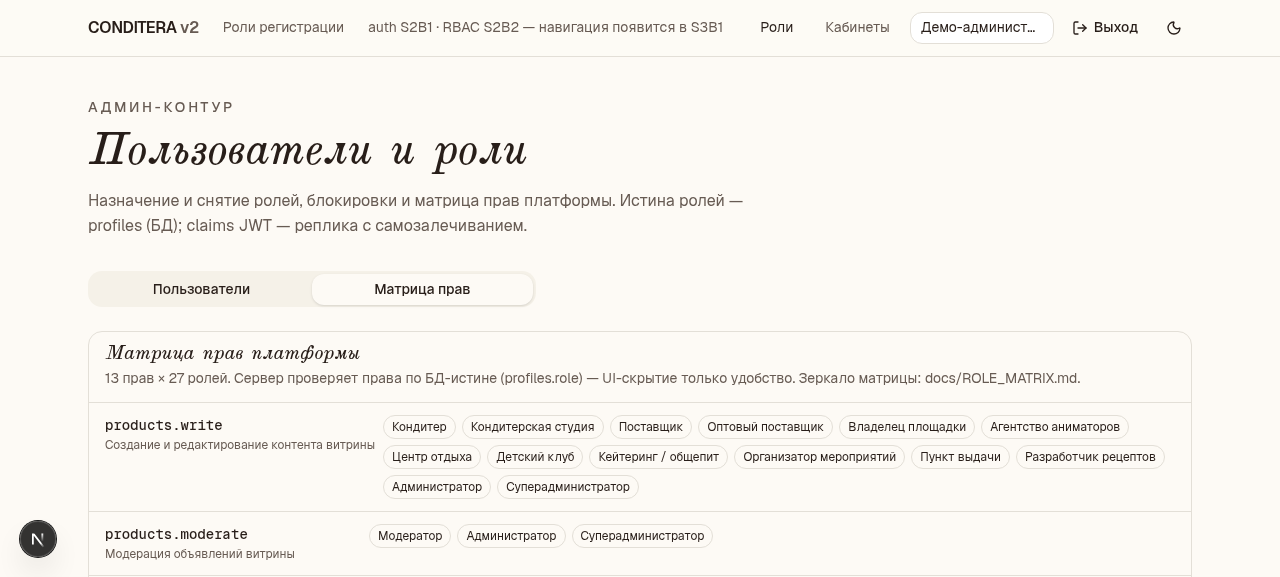 CONDITERA v2 Роли регистрации auth S2B1 · RBAC S2B2 — навигация появится в S3B1 Роли Кабинеты Демо-админист… Выход
АДМИН-КОНТУР
Пользователи и роли
Назначение и снятие ролей, блокировки и матрица прав платформы. Истина ролей —
profiles (БД); claims JWT — реплика с самозалечиванием.
Пользователи Матрица прав
Матрица прав платформы
13 прав × 27 ролей. Сервер проверяет права по БД-истине (profiles.role) — UI-скрытие только удобство. Зеркало матрицы: docs/ROLE_MATRIX.md.
products.write
Создание и редактирование контента витрины
Кондитер Кондитерская студия Поставщик Оптовый поставщик Владелец площадки Агентство аниматоров
Центр отдыха Детский клуб Кейтеринг / общепит Организатор мероприятий Пункт выдачи Разработчик рецептов
Администратор Суперадминистратор
products.moderate
Модерация объявлений витрины
Модератор Администратор Суперадминистратор
N